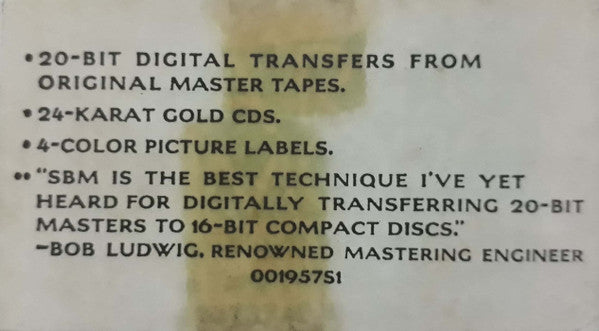 • 20-BIT DIGITAL TRANSFERS FROM
ORIGINAL MASTER TAPES.
• 24-KARAT GOLD CDS.
• 4-COLOR PICTURE LABELS.
•• "SBM IS THE BEST TECHNIQUE I'VE YET
HEARD FOR DIGITALLY TRANSFERRING 20-BIT
MASTERS TO 16-BIT COMPACT DISCS."
–BOB LUDWIG, RENOWNED MASTERING ENGINEER
00195751